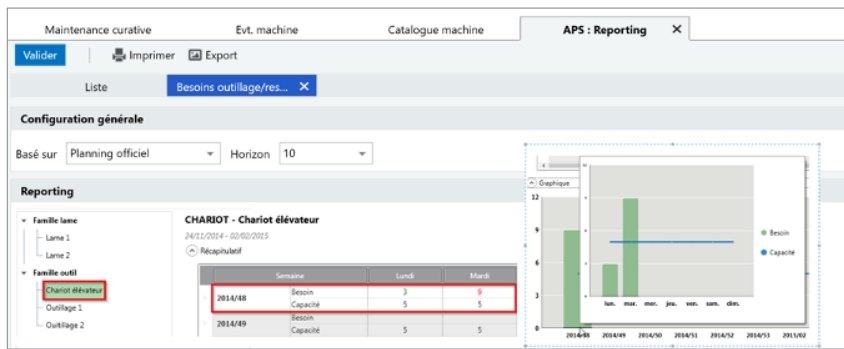 Maintenance curative Evt. machine Catalogue machine APS : Reporting
Valider Imprimer Export
Liste Besoins outillage/res...
Configuration générale
Basé sur Planning officiel Horizon 10
Reporting
Famille lame
Lame 1
Lame 2
Famille outil
Chariot élévateur
Outillage 1
Outillage 2
CHARIOT - Chariot élévateur
24/11/2014 - 02/02/2015
Récapitulatif
Semaine Lundi Mardi
2014/48 Besoin 3 9
Capacité 5 5
2014/49 Besoin
Capacité 5 5
Graphique
12
9
6
3
0
Besoin
Capacité
lun. mar. mer. jeu. ven. sam. dim.
2014/48 2014/49 2014/50 2014/51 2014/52 2014/53 2015/02